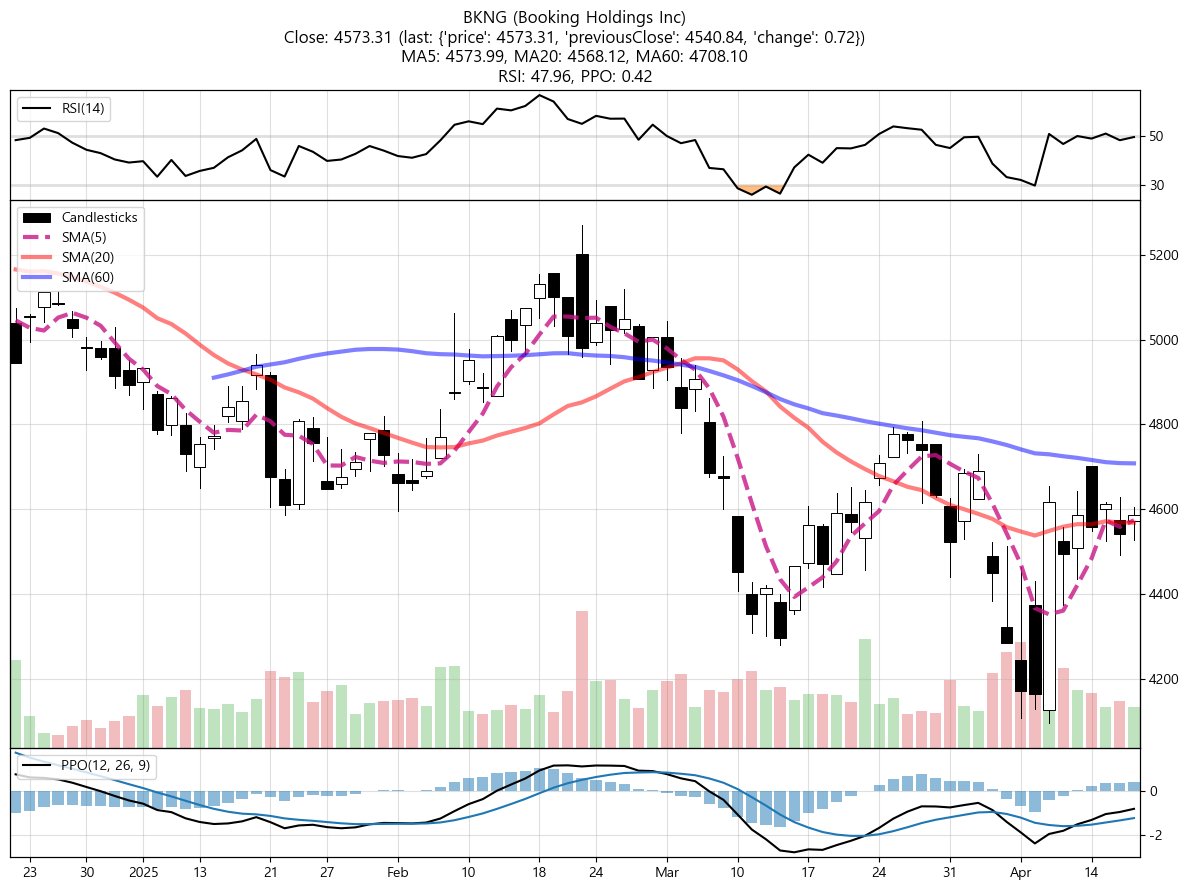 BKNG (Booking Holdings Inc)
Close: 4573.31 (last: {'price': 4573.31, 'previousClose': 4540.84, 'change': 0.72})
MA5: 4573.99, MA20: 4568.12, MA60: 4708.10
RSI: 47.96, PPO: 0.42
RSI(14)
50
30
Candlesticks
SMA(5)
SMA(20)
SMA(60)
5200
5000
4800
4600
4400
4200
PPO(12, 26, 9)
0
-2
23 30 2025 13 21 27 Feb 10 18 24 Mar 10 17 24 31 Apr 14